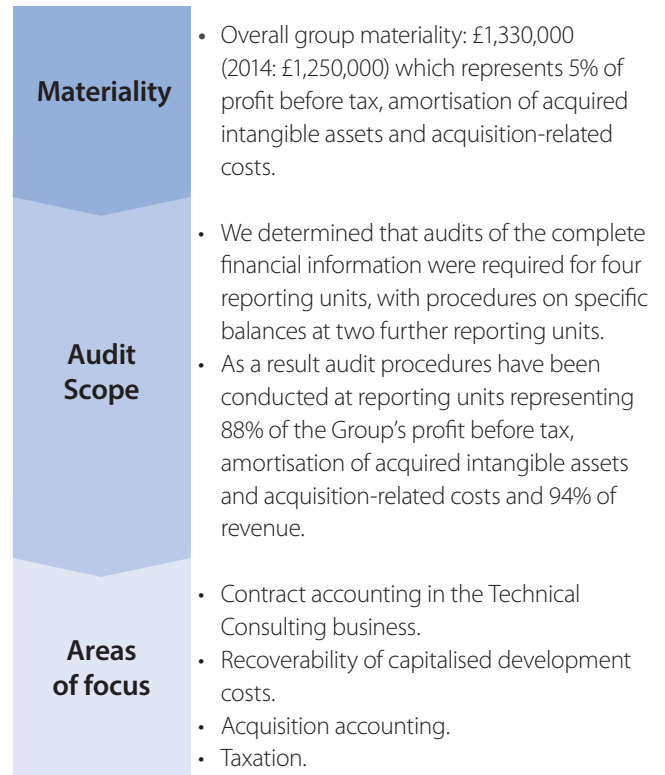 Materiality
• Overall group materiality: £1,330,000
(2014: £1,250,000) which represents 5% of
profit before tax, amortisation of acquired
intangible assets and acquisition-related
costs.
Audit
Scope
• We determined that audits of the complete
financial information were required for four
reporting units, with procedures on specific
balances at two further reporting units.
• As a result audit procedures have been
conducted at reporting units representing
88% of the Group's profit before tax,
amortisation of acquired intangible assets
and acquisition-related costs and 94% of
revenue.
Areas
of focus
• Contract accounting in the Technical
Consulting business.
• Recoverability of capitalised development
costs.
• Acquisition accounting.
• Taxation.